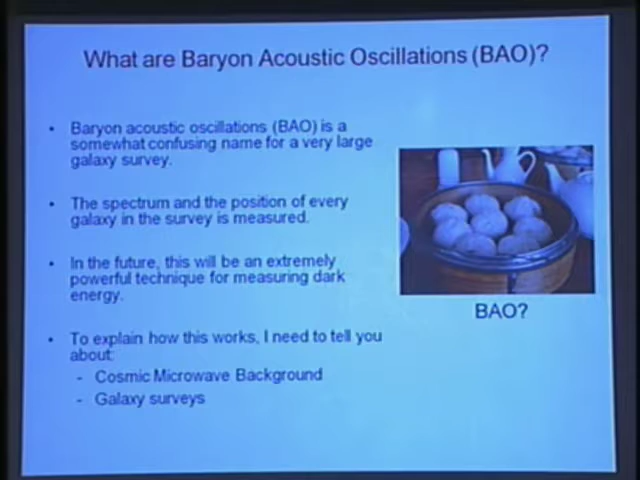 What are Baryon Acoustic Oscillations (BAO)?
• Baryon acoustic oscillations (BAO) is a
somewhat confusing name for a very large
galaxy survey.
• The spectrum and the position of every
galaxy in the survey is measured.
• In the future, this will be an extremely
powerful technique for measuring dark
energy.
• To explain how this works, I need to tell you
about:
- Cosmic Microwave Background
- Galaxy surveys
BAO?